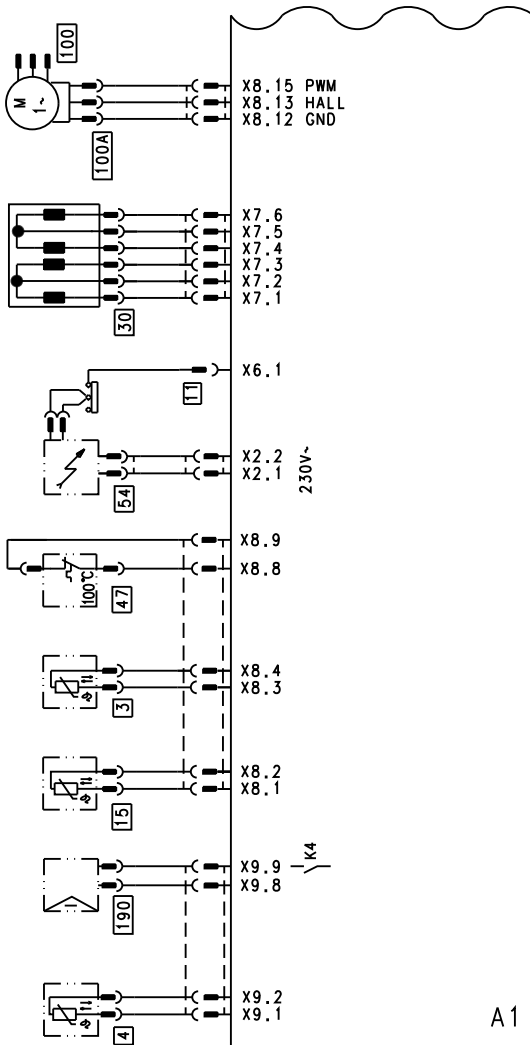 100
M
1~
X8.15 PWM
X8.13 HALL
X8.12 GND
100A
X7.6
X7.5
X7.4
X7.3
X7.2
X7.1
30
X6.1
11
X2.2
X2.1
230V~
54
X8.9
X8.8
100°C
47
X8.4
X8.3
3
X8.2
X8.1
15
X9.9
K4
X9.8
190
X9.2
X9.1
4
A1